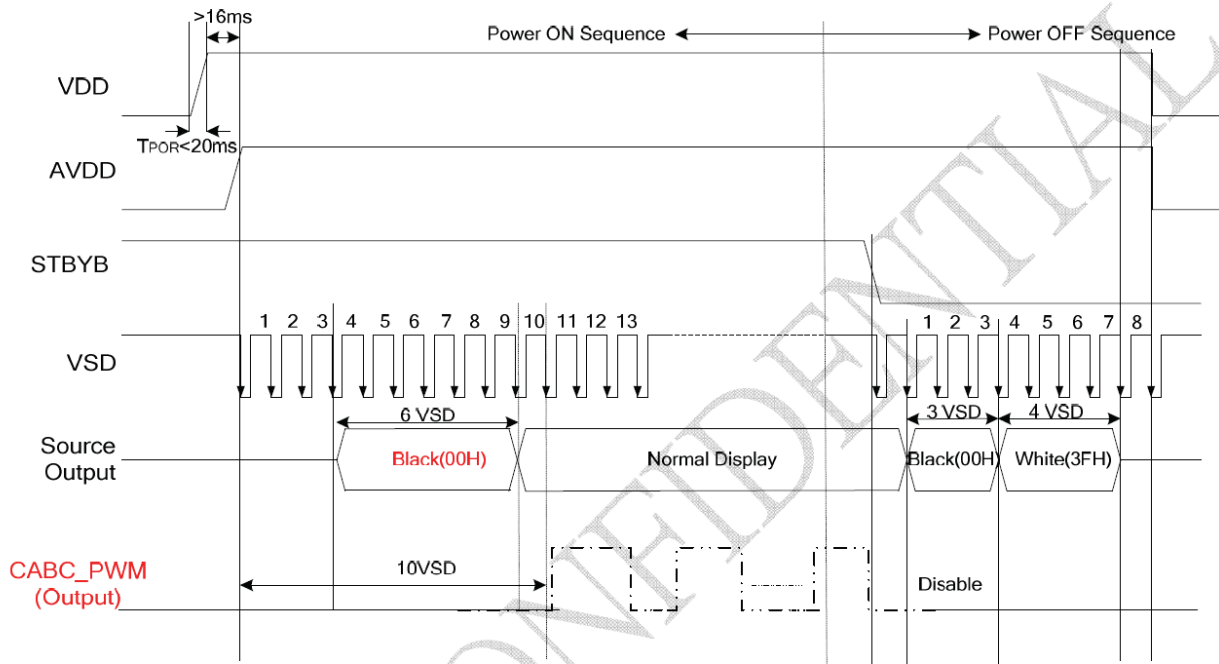 >16ms
Power ON Sequence
Power OFF Sequence
VDD
TPOR<20ms
AVDD
STBYB
1 2 3 4 5 6 7 8 9 10 11 12 13
1 2 3 4 5 6 7 8
VSD
6 VSD
3 VSD
4 VSD
Source
Output
Black(00H)
Normal Display
Black(00H)
White(3FH)
CABC_PWM
(Output)
10VSD
Disable
CONFIDENTIAL